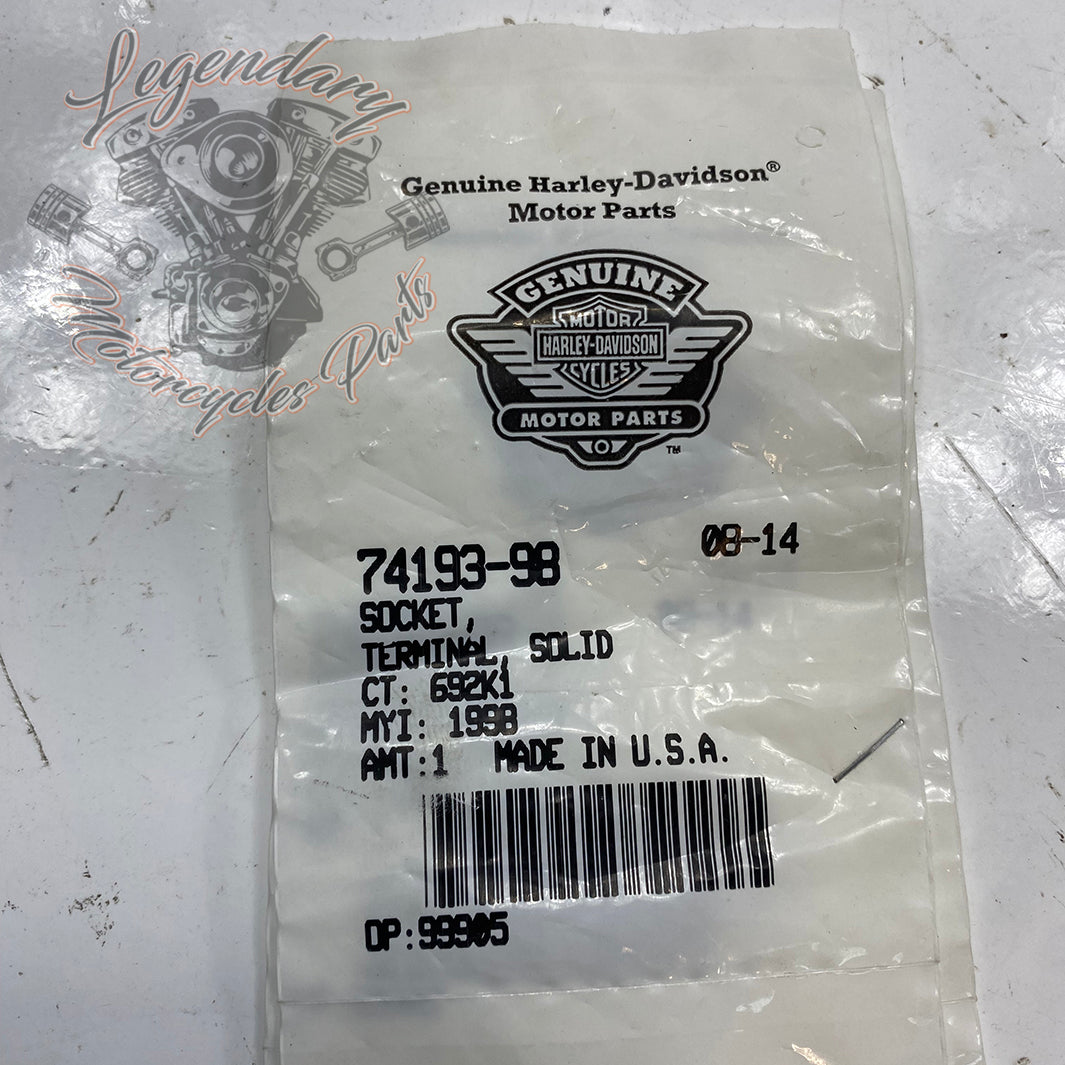 Legendary
Motorcycles Parts
Genuine Harley-Davidson®
Motor Parts
GENUINE
MOTOR
HARLEY-DAVIDSON
CYCLES
MOTOR PARTS
TM
08-14
74193-98
SOCKET,
TERMINAL, SOLID
CT: 692K1
MYI: 1998
AMT:1 MADE IN U.S.A.
OP:99905